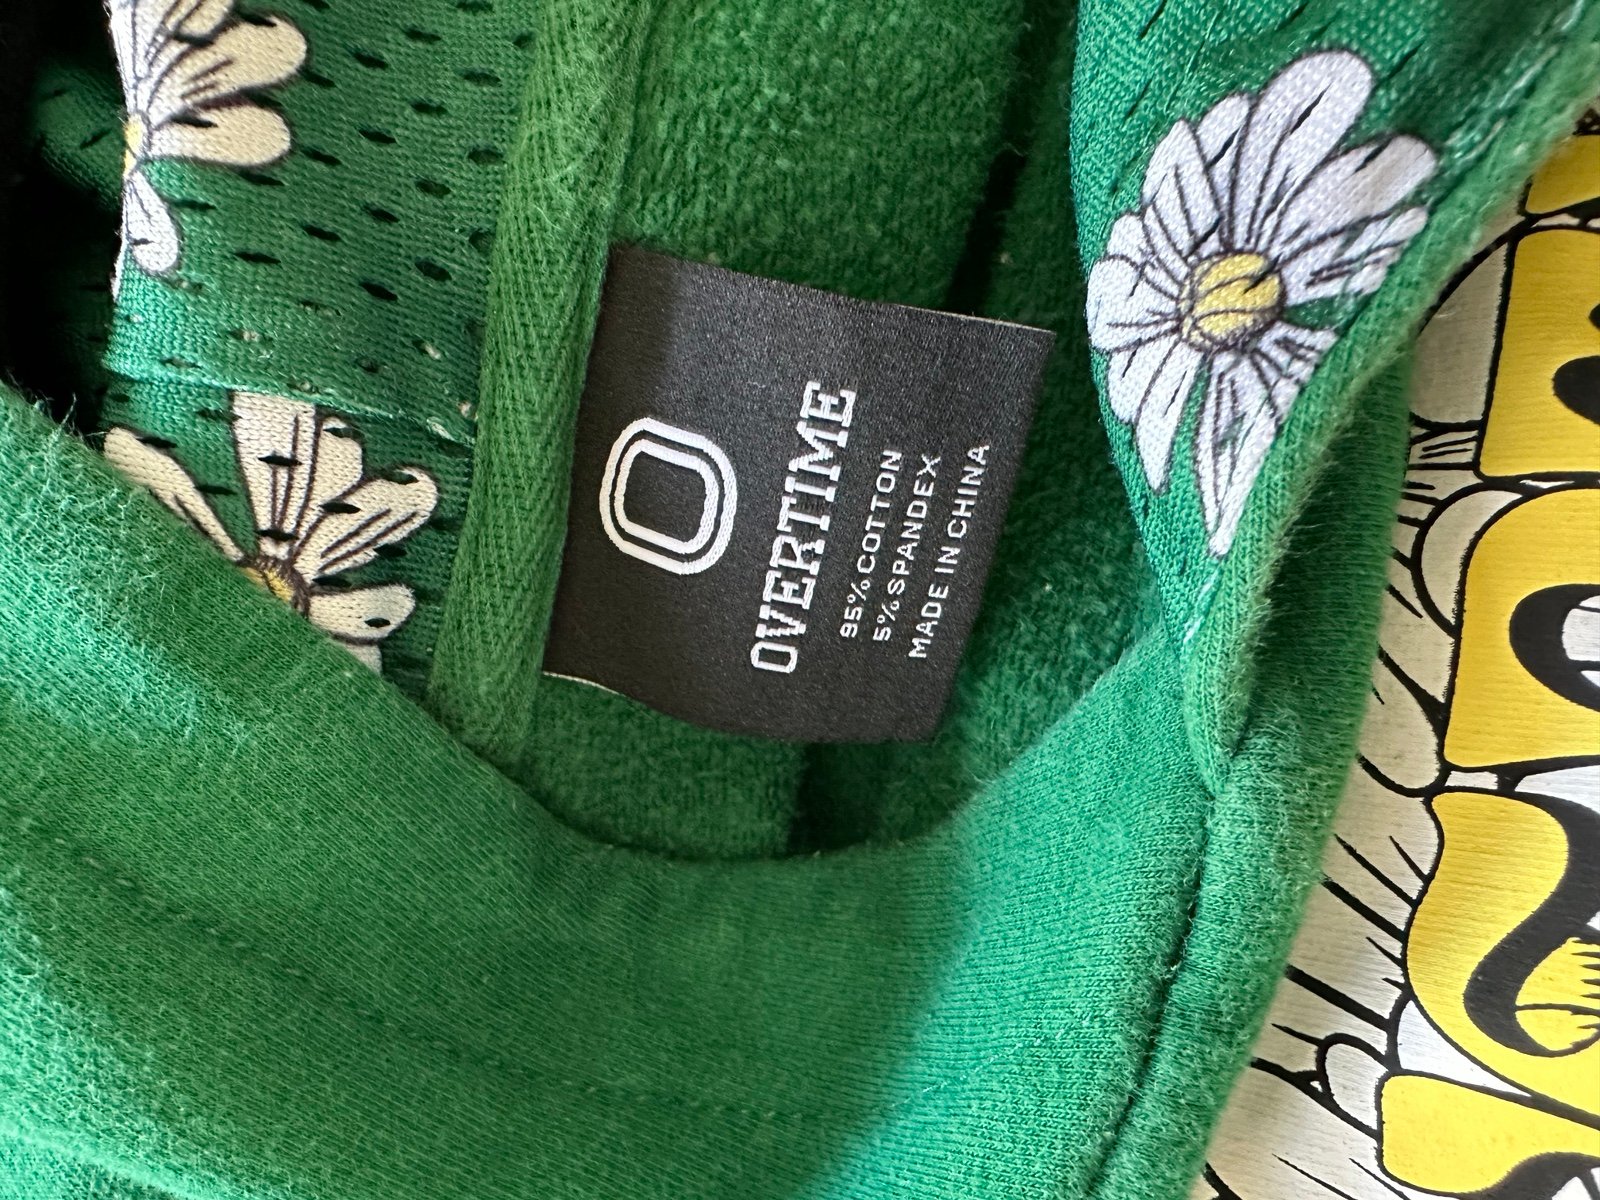 O
OVERTIME
95% COTTON
5% SPANDEX
MADE IN CHINA